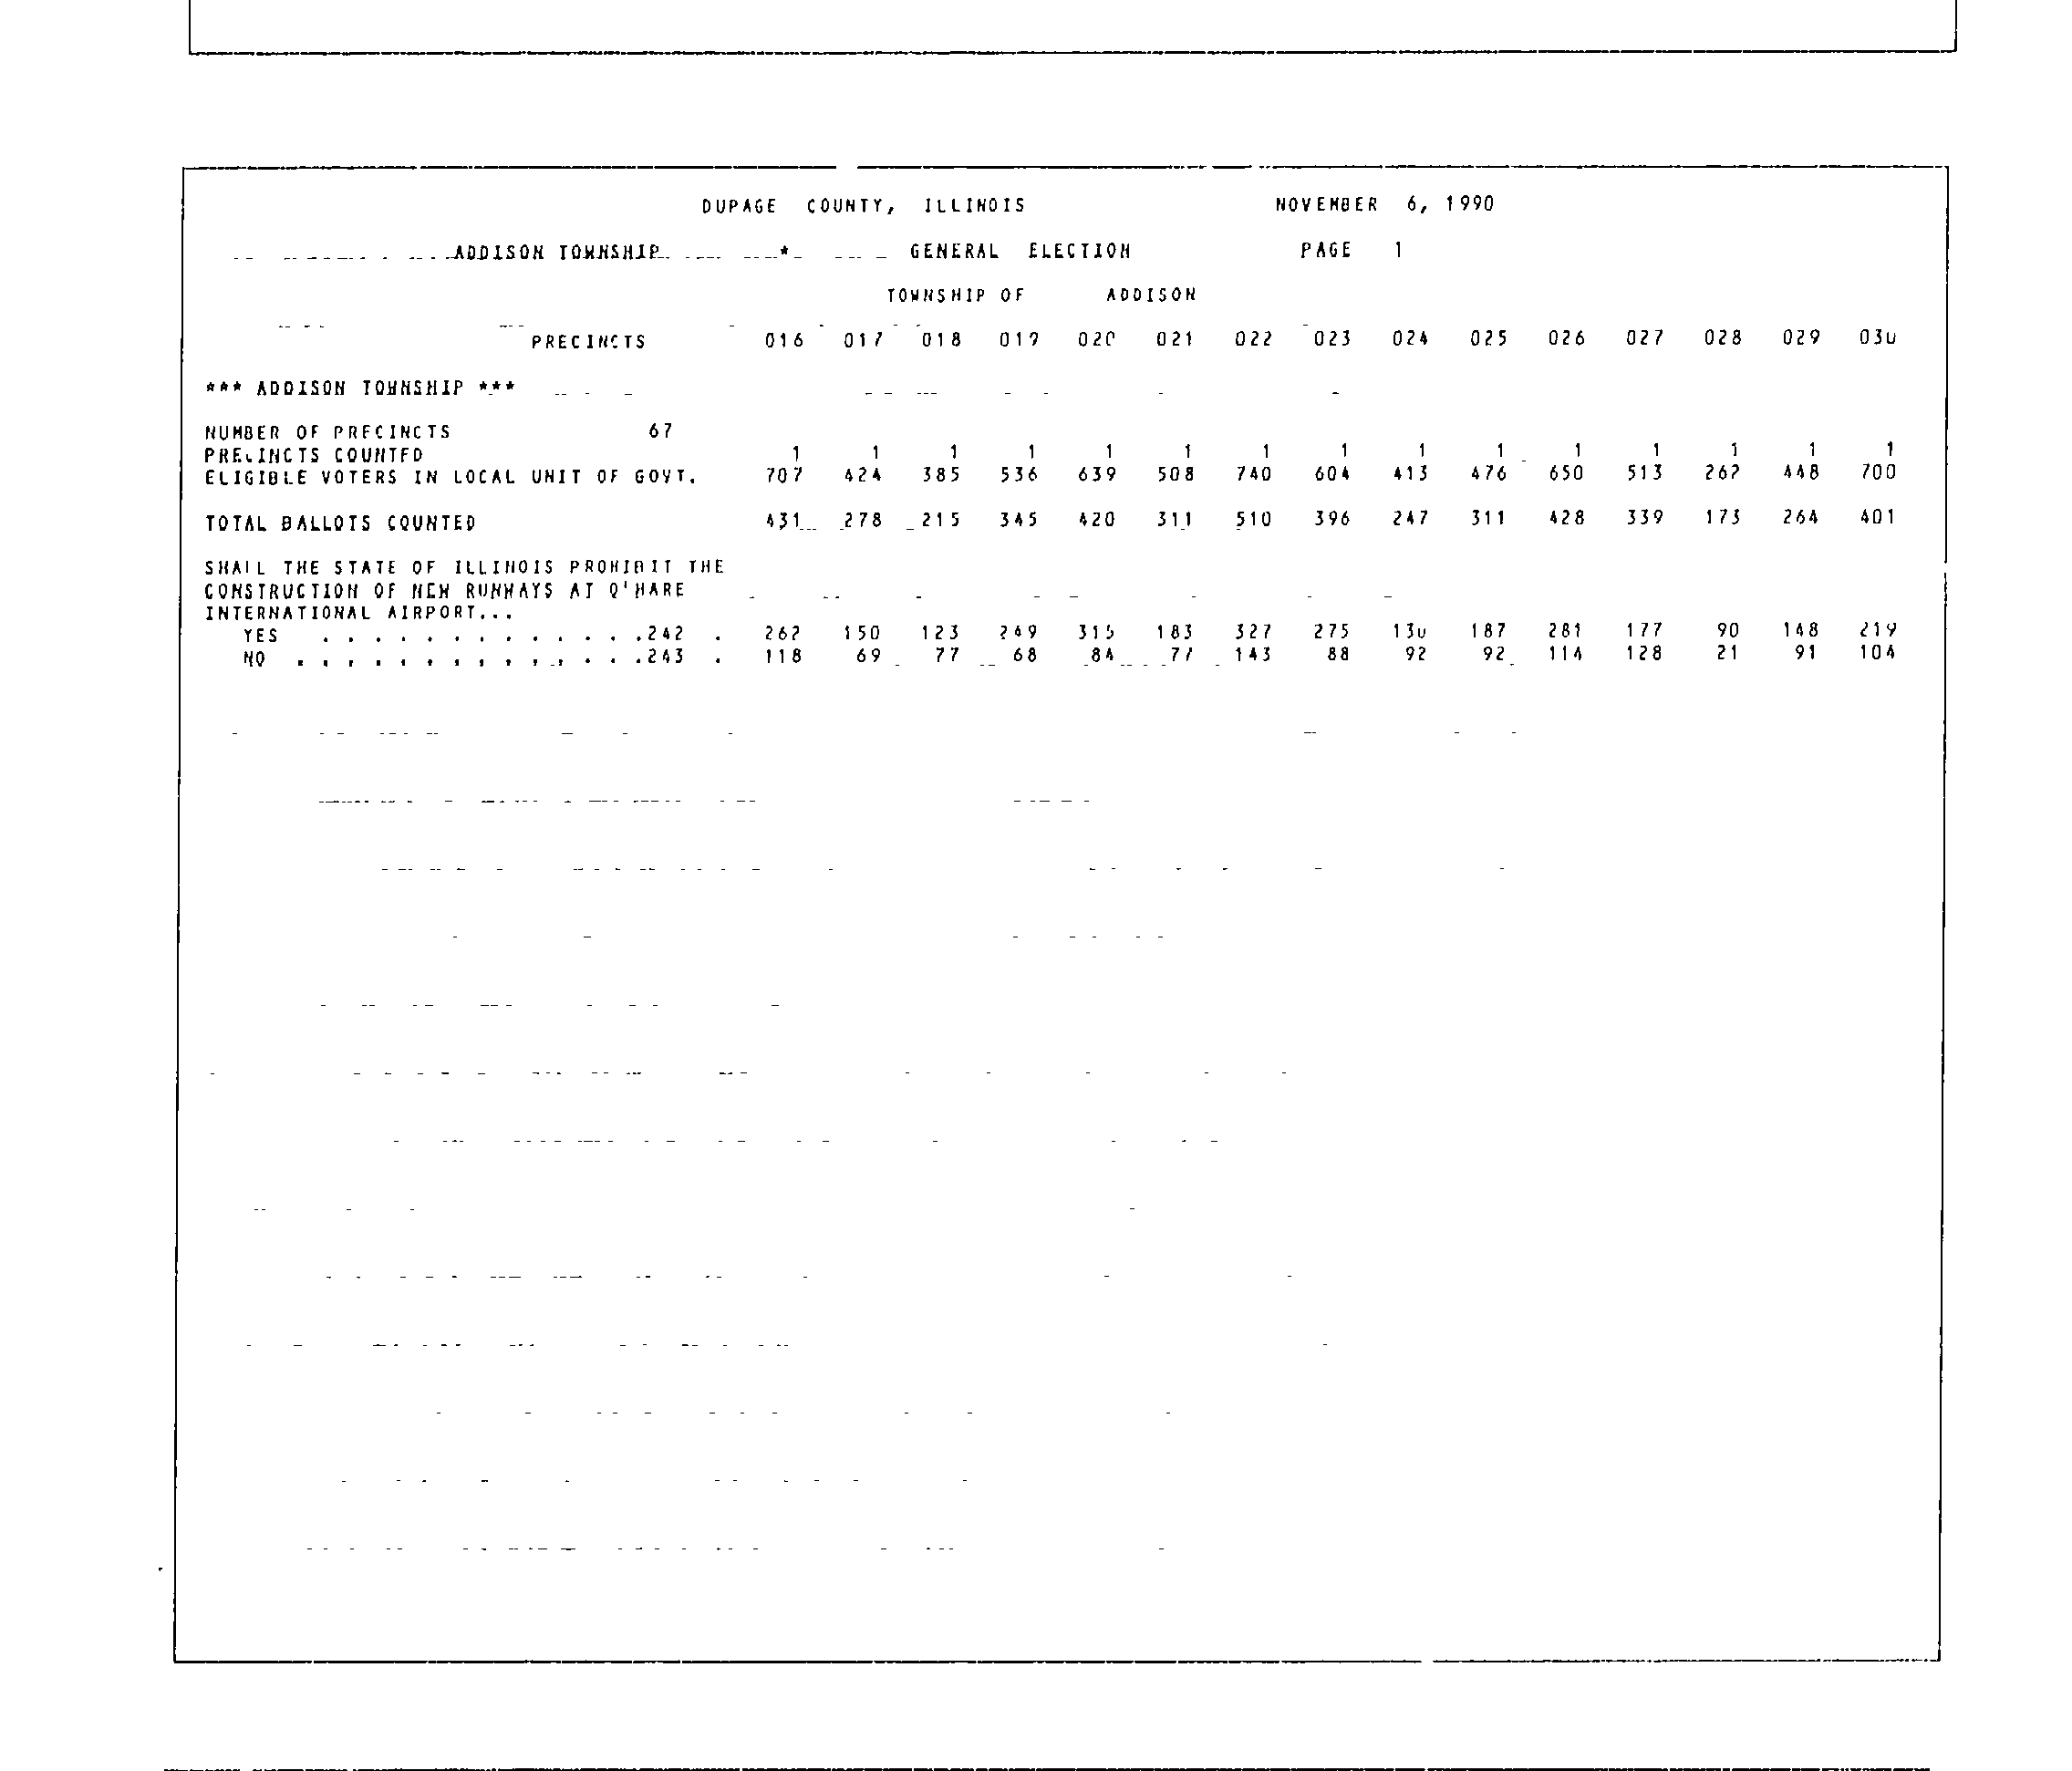 DUPAGE COUNTY, ILLINOIS NOVEMBER 6, 1990
ADDISON TOWNSHIP * GENERAL ELECTION PAGE 1
TOWNSHIP OF ADDISON
PRECINCTS 016 017 018 019 020 021 022 023 024 025 026 027 028 029 030
*** ADDISON TOWNSHIP ***
NUMBER OF PRECINCTS 67
PRECINCTS COUNTED 1 1 1 1 1 1 1 1 1 1 1 1 1 1 1
ELIGIBLE VOTERS IN LOCAL UNIT OF GOVT. 707 424 385 536 639 508 740 604 413 476 650 513 262 448 700
TOTAL BALLOTS COUNTED 431 278 215 345 420 311 510 396 247 311 428 339 173 264 401
SHALL THE STATE OF ILLINOIS PROHIBIT THE
CONSTRUCTION OF NEW RUNWAYS AT O'HARE
INTERNATIONAL AIRPORT...
YES . . . . . . . . . . . . .242 . 262 150 123 249 315 183 327 275 130 187 281 177 90 148 219
NO . . . . . . . . . . . . . .243 . 118 69 77 68 84 77 143 88 92 92 114 128 21 91 104